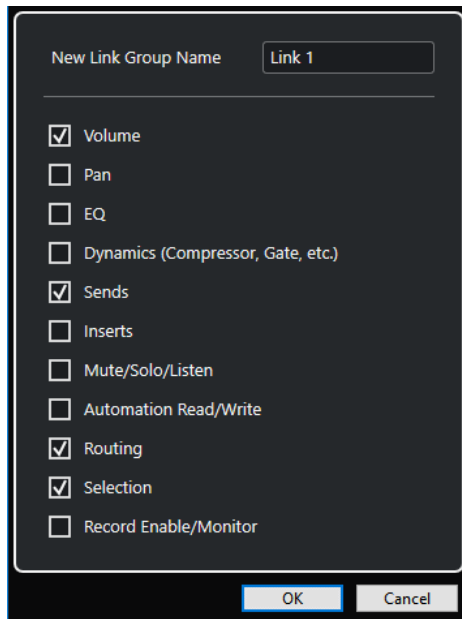 New Link Group Name Link 1
Volume
Pan
EQ
Dynamics (Compressor, Gate, etc.)
Sends
Inserts
Mute/Solo/Listen
Automation Read/Write
Routing
Selection
Record Enable/Monitor
OK Cancel